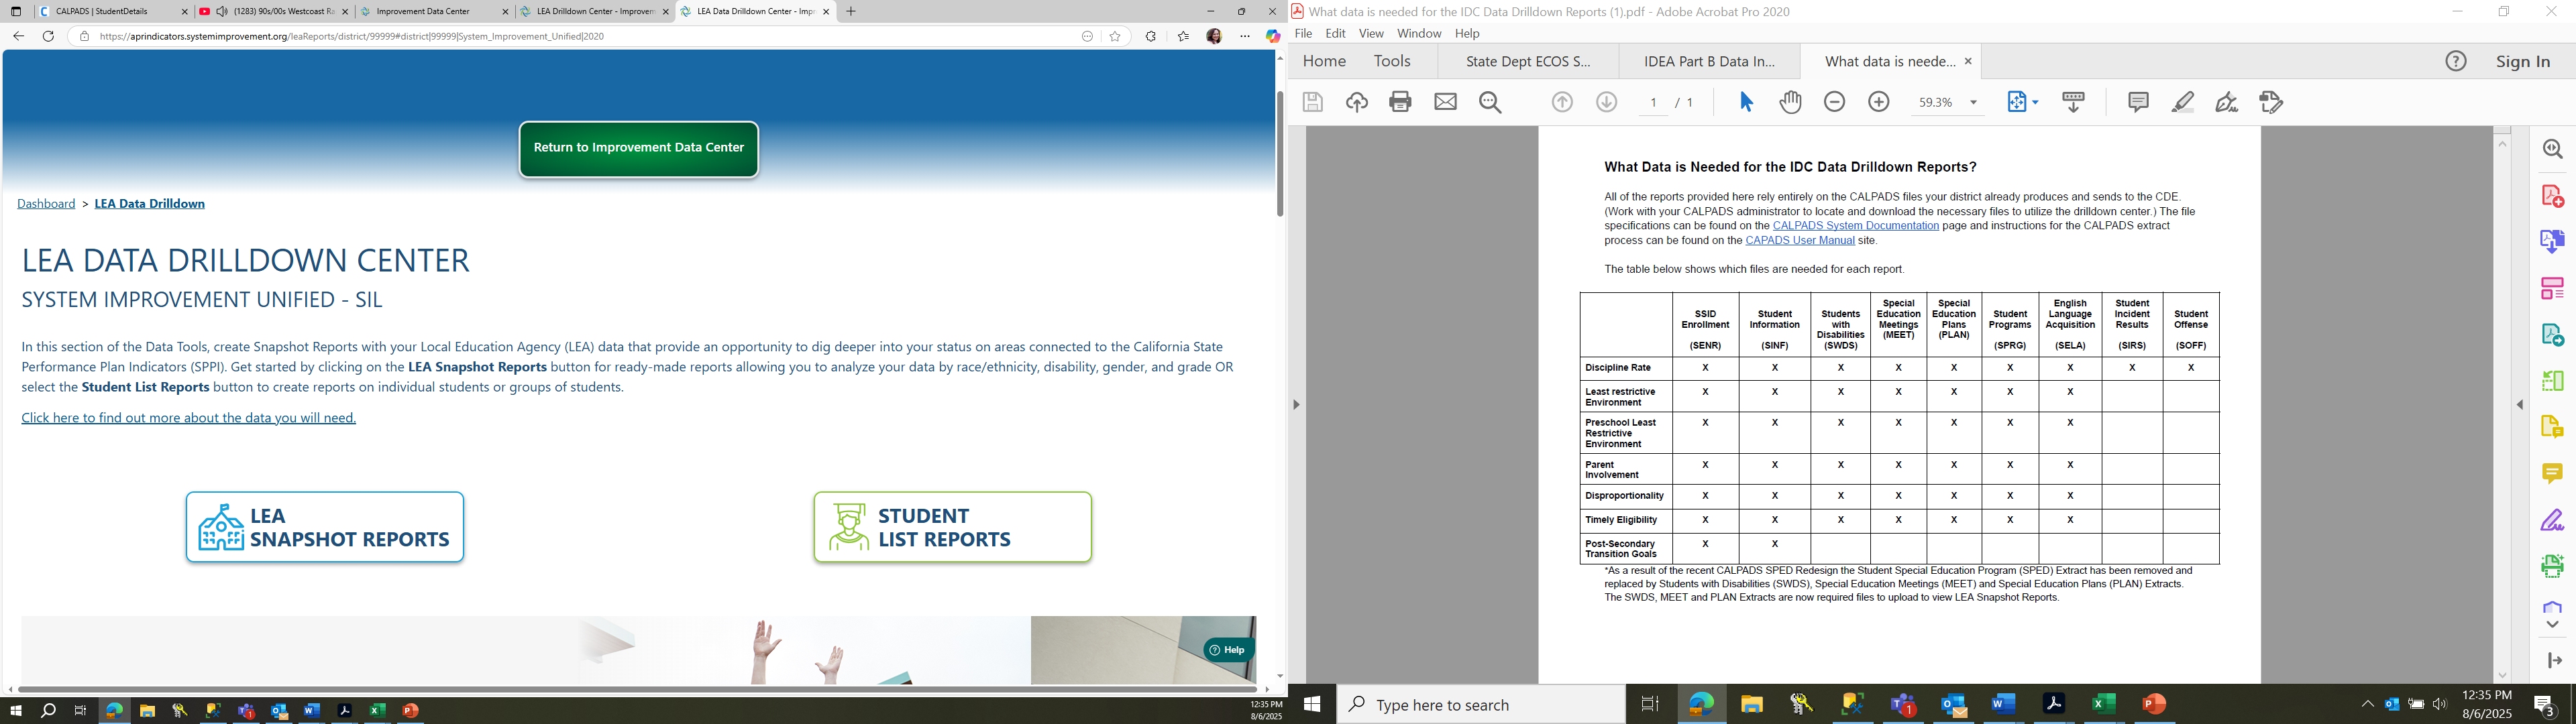 CALPADS | StudentDetails
(1283) 90s/00s Westcoast Ra
Improvement Data Center
LEA Drilldown Center - Improvem
LEA Data Drilldown Center - Impr
https://aprindicators.systemimprovement.org/leaReports/district/99999#district|99999|System_Improvement_Unified|2020
Return to Improvement Data Center
Dashboard > LEA Data Drilldown
LEA DATA DRILLDOWN CENTER
SYSTEM IMPROVEMENT UNIFIED - SIL
In this section of the Data Tools, create Snapshot Reports with your Local Education Agency (LEA) data that provide an opportunity to dig deeper into your status on areas connected to the California State
Performance Plan Indicators (SPPI). Get started by clicking on the LEA Snapshot Reports button for ready-made reports allowing you to analyze your data by race/ethnicity, disability, gender, and grade OR
select the Student List Reports button to create reports on individual students or groups of students.
Click here to find out more about the data you will need.
LEA
SNAPSHOT REPORTS
STUDENT
LIST REPORTS
Help
12:35 PM
8/6/2025
What data is needed for the IDC Data Drilldown Reports (1).pdf - Adobe Acrobat Pro 2020
File Edit View Window Help
Home Tools State Dept ECOS S... IDEA Part B Data In... What data is neede... × Sign In
1 / 1 59.3%
What Data is Needed for the IDC Data Drilldown Reports?
All of the reports provided here rely entirely on the CALPADS files your district already produces and sends to the CDE.
(Work with your CALPADS administrator to locate and download the necessary files to utilize the drilldown center.) The file
specifications can be found on the CALPADS System Documentation page and instructions for the CALPADS extract
process can be found on the CAPADS User Manual site.
The table below shows which files are needed for each report.
SSID Enrollment (SENR)
Student Information (SINF)
Students with Disabilities (SWDS)
Special Education Meetings (MEET)
Special Education Plans (PLAN)
Student Programs (SPRG)
English Language Acquisition (SELA)
Student Incident Results (SIRS)
Student Offense (SOFF)
Discipline Rate X X X X X X X X X
Least restrictive Environment X X X X X X X
Preschool Least Restrictive Environment X X X X X X X
Parent Involvement X X X X X X X
Disproportionality X X X X X X X
Timely Eligibility X X X X X X X
Post-Secondary Transition Goals X X
*As a result of the recent CALPADS SPED Redesign the Student Special Education Program (SPED) Extract has been removed and
replaced by Students with Disabilities (SWDS), Special Education Meetings (MEET) and Special Education Plans (PLAN) Extracts.
The SWDS, MEET and PLAN Extracts are now required files to upload to view LEA Snapshot Reports.
Type here to search
12:35 PM
8/6/2025